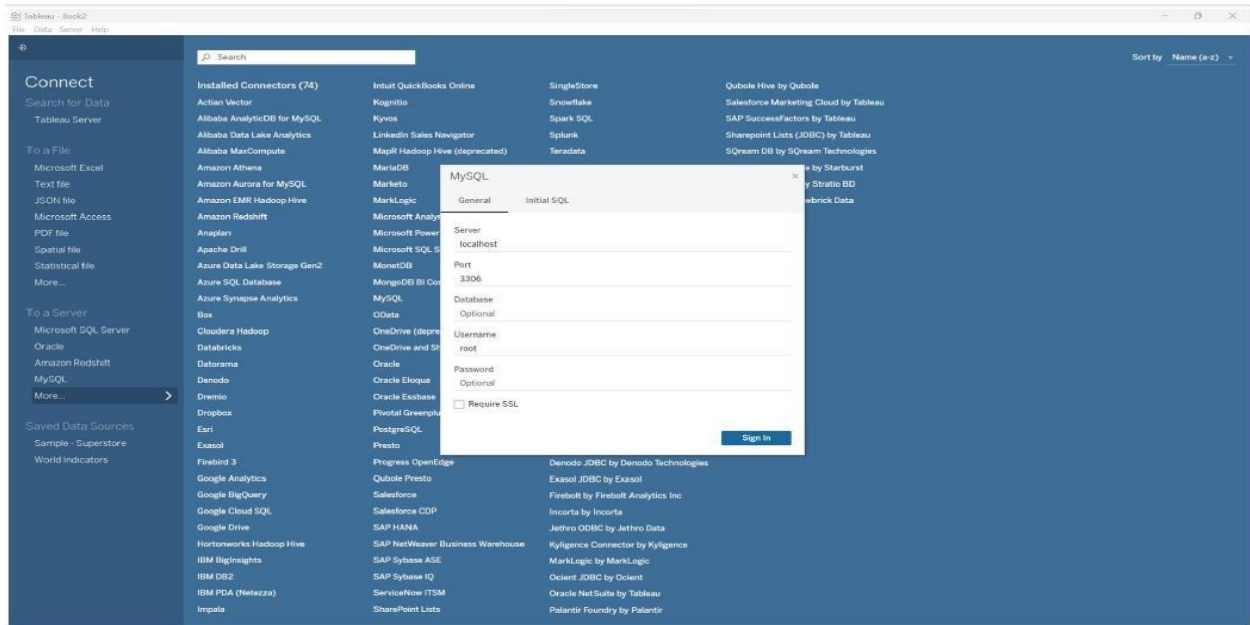 Tableau - Book2
File Data Server Help
Connect
Search for Data
Tableau Server
To a File
Microsoft Excel
Text file
JSON file
Microsoft Access
PDF file
Spatial file
Statistical file
More...
To a Server
Microsoft SQL Server
Oracle
Amazon Redshift
MySQL
More...
Saved Data Sources
Sample - Superstore
World Indicators
Search
Sort by Name (a-z)
Installed Connectors (74)
Actian Vector
Alibaba AnalyticDB for MySQL
Alibaba Data Lake Analytics
Alibaba MaxCompute
Amazon Athena
Amazon Aurora for MySQL
Amazon EMR Hadoop Hive
Amazon Redshift
Anaplan
Apache Drill
Azure Data Lake Storage Gen2
Azure SQL Database
Azure Synapse Analytics
Box
Cloudera Hadoop
Databricks
Datorama
Denodo
Dremio
Dropbox
Esri
Exasol
Firebird 3
Google Analytics
Google BigQuery
Google Cloud SQL
Google Drive
Hortonworks Hadoop Hive
IBM BigInsights
IBM DB2
IBM PDA (Netezza)
Impala
Intuit QuickBooks Online
Kognitio
Kyvos
LinkedIn Sales Navigator
MapR Hadoop Hive (deprecated)
MariaDB
Marketo
MarkLogic
Microsoft Analys
Microsoft Power
Microsoft SQL S
MonetDB
MongoDB BI Co
MySQL
OData
OneDrive (depre
OneDrive and Sh
Oracle
Oracle Eloqua
Oracle Essbase
Pivotal Greenplu
PostgreSQL
Presto
Progress OpenEdge
Qubole Presto
Salesforce
Salesforce CDP
SAP HANA
SAP NetWeaver Business Warehouse
SAP Sybase ASE
SAP Sybase IQ
ServiceNow ITSM
SharePoint Lists
SingleStore
Snowflake
Spark SQL
Splunk
Teradata
Denodo JDBC by Denodo Technologies
Exasol JDBC by Exasol
Firebolt by Firebolt Analytics Inc
Incorta by Incorta
Jethro ODBC by Jethro Data
Kyligence Connector by Kyligence
MarkLogic by MarkLogic
Ocient JDBC by Ocient
Oracle NetSuite by Tableau
Palantir Foundry by Palantir
Qubole Hive by Qubole
Salesforce Marketing Cloud by Tableau
SAP SuccessFactors by Tableau
Sharepoint Lists (JDBC) by Tableau
SQream DB by SQream Technologies
e by Starburst
y Stratio BD
wbrick Data
MySQL
General Initial SQL
Server
localhost
Port
3306
Database
Optional
Username
root
Password
Optional
Require SSL
Sign In